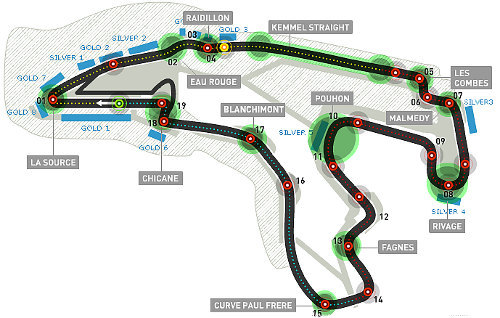 RAIDILLON
KEMMEL STRAIGHT
GOLD 3
03
SILVER 2
GOLD 2
SILVER 1
GOLD 7
02
04
EAU ROUGE
05
LES
COMBES
06
07
SILVER3
MALMEDY
01
GOLD 8
GOLD 1
19
18
BLANCHIMONT
POUHON
10
SILVER 5
17
GOLD 6
09
11
LA SOURCE
CHICANE
16
08
SILVER 4
RIVAGE
12
13
FAGNES
14
CURVE PAUL FRERE
15